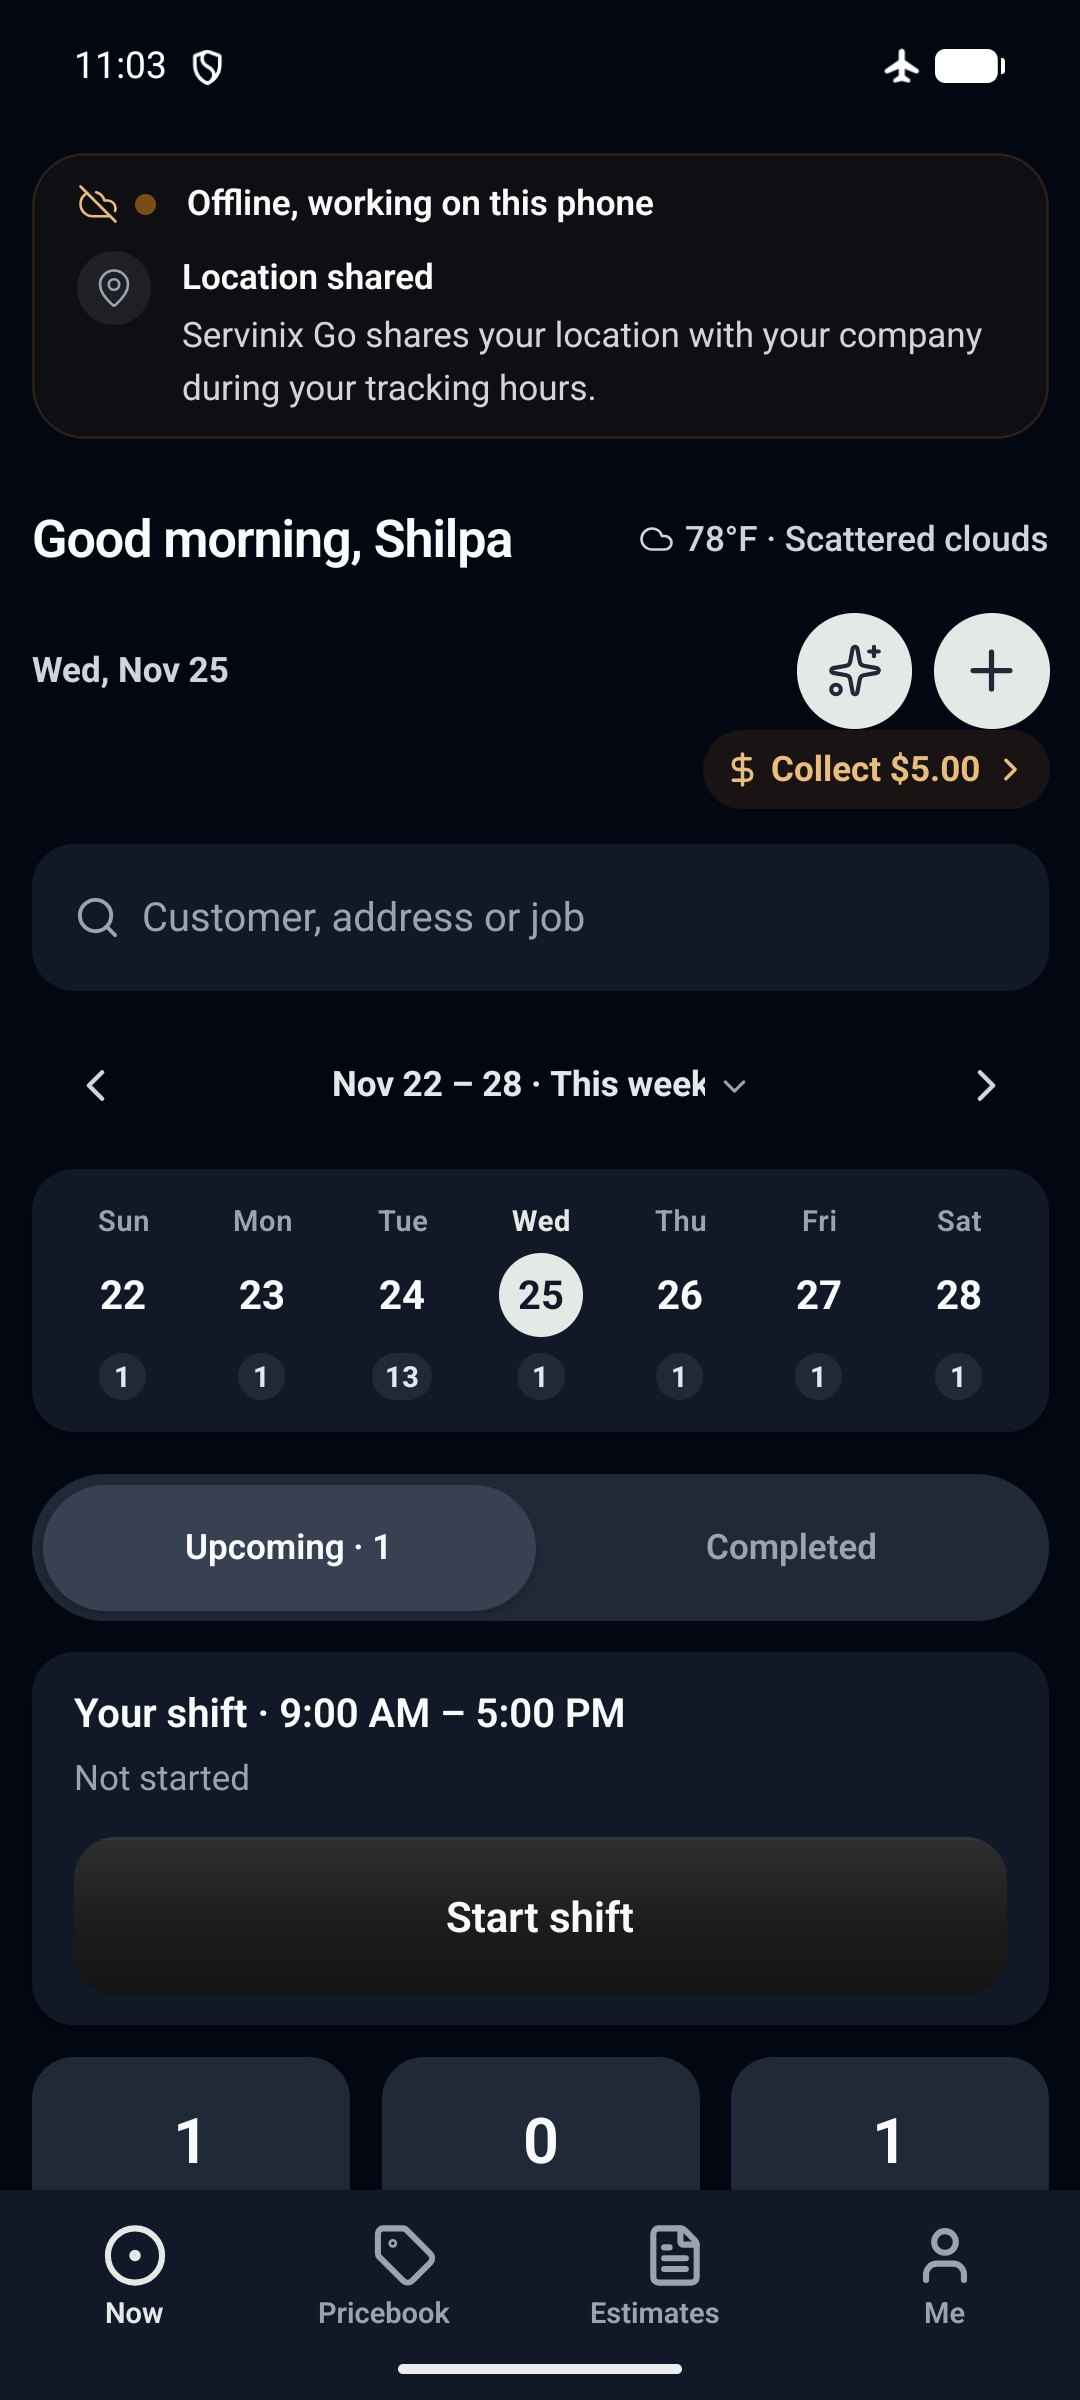 11:03
Offline, working on this phone
Location shared
Servinix Go shares your location with your company
during your tracking hours.
Good morning, Shilpa
78°F · Scattered clouds
Wed, Nov 25
Collect $5.00
Customer, address or job
Nov 22 – 28 · This week
Sun Mon Tue Wed Thu Fri Sat
22 23 24 25 26 27 28
1 1 13 1 1 1 1
Upcoming · 1
Completed
Your shift · 9:00 AM – 5:00 PM
Not started
Start shift
1 0 1
Now Pricebook Estimates Me